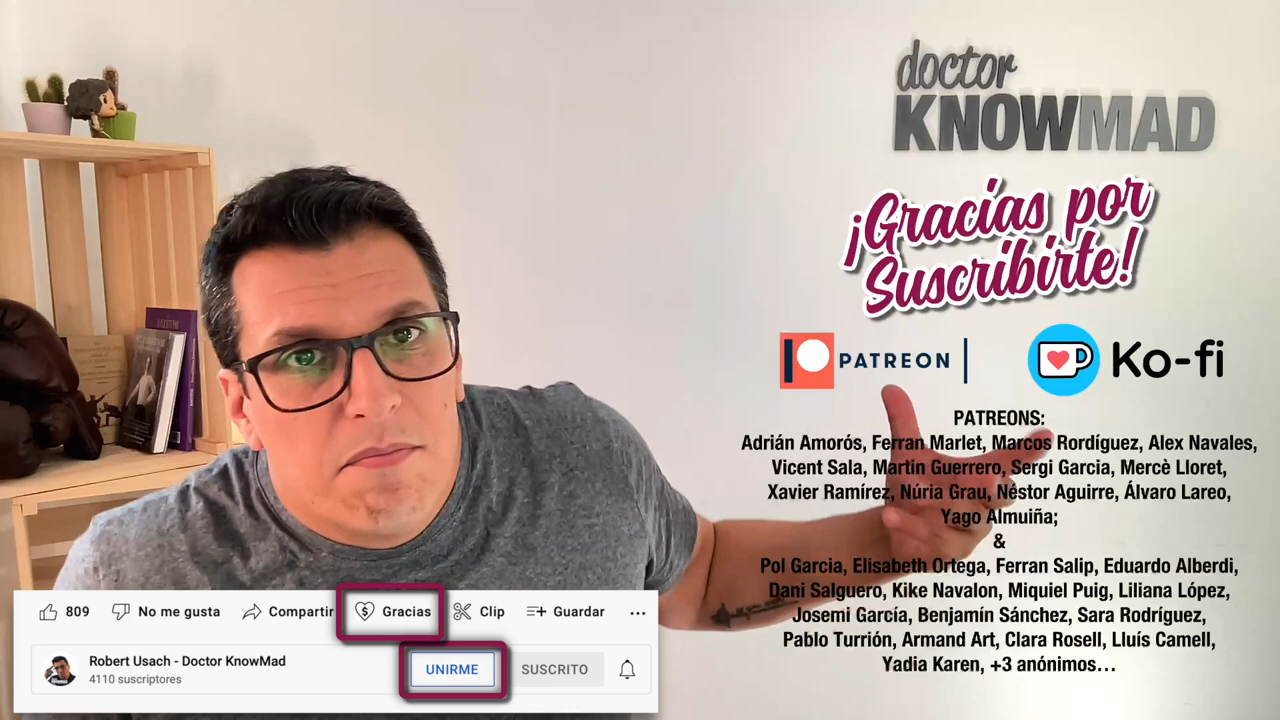 doctor
KNOWMAD
¡Gracias por
Suscribirte!
PATREON
Ko-fi
PATREONS:
Adrián Amorós, Ferran Marlet, Marcos Rordíguez, Alex Navales,
Vicent Sala, Martin Guerrero, Sergi Garcia, Mercè Lloret,
Xavier Ramírez, Núria Grau, Néstor Aguirre, Álvaro Lareo,
Yago Almuiña;
&
Pol Garcia, Elisabeth Ortega, Ferran Salip, Eduardo Alberdi,
Dani Salguero, Kike Navalon, Miquiel Puig, Liliana López,
Josemi García, Benjamín Sánchez, Sara Rodríguez,
Pablo Turrión, Armand Art, Clara Rosell, Lluís Camell,
Yadia Karen, +3 anónimos…
809 No me gusta Compartir Gracias Clip Guardar ...
Robert Usach - Doctor KnowMad
4110 suscriptores
UNIRME SUSCRITO